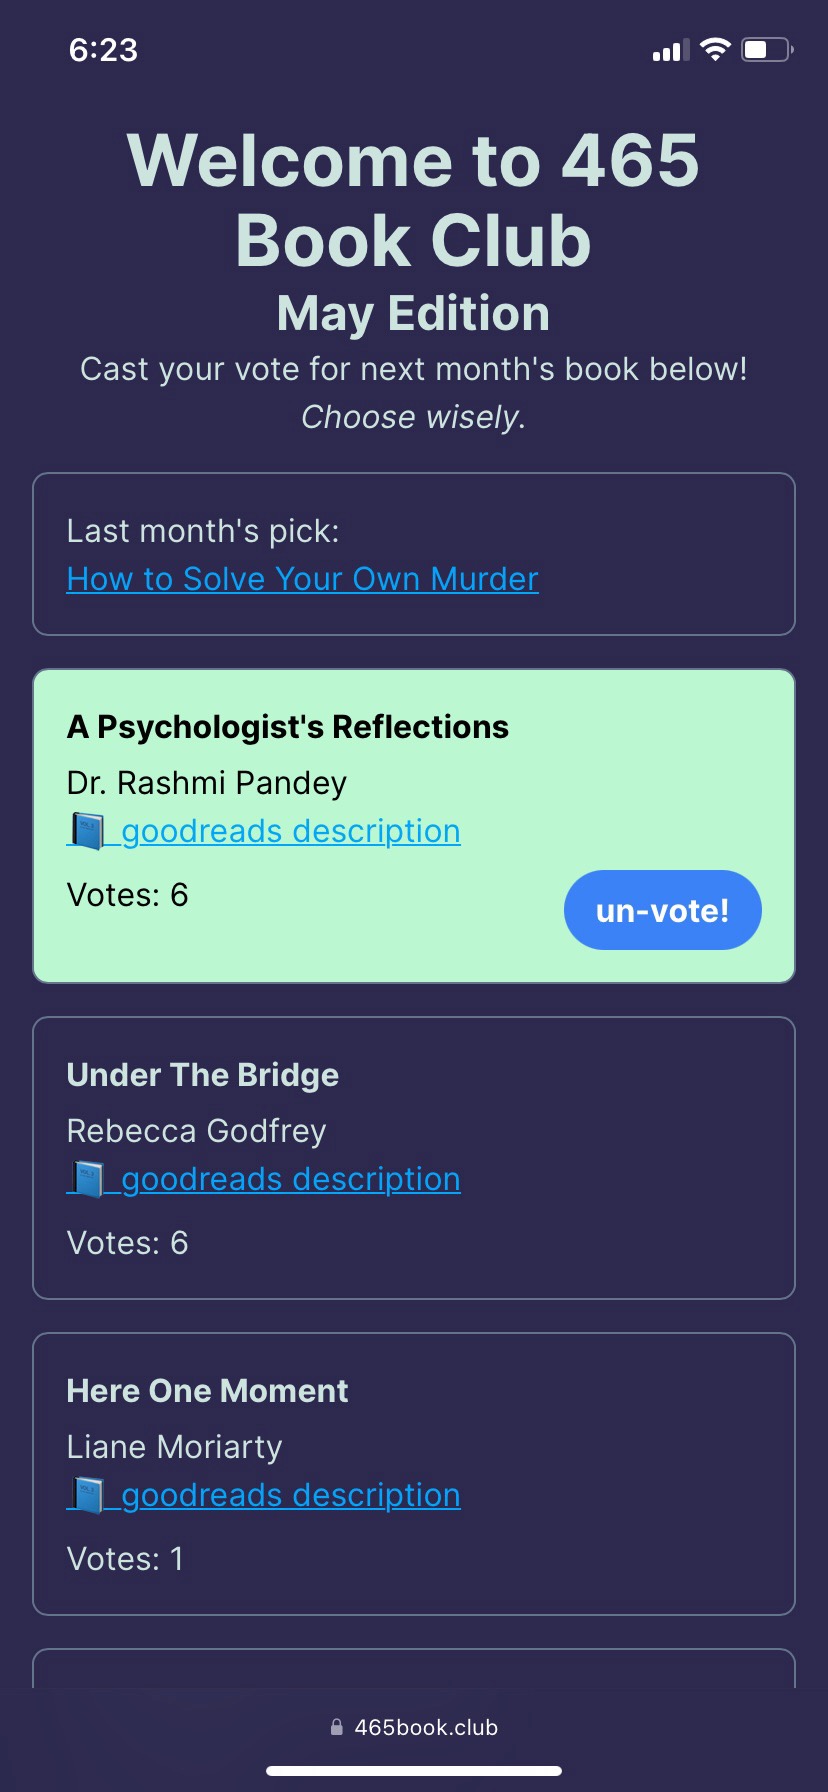 6:23
Welcome to 465
Book Club
May Edition
Cast your vote for next month's book below!
Choose wisely.
Last month's pick:
How to Solve Your Own Murder
A Psychologist's Reflections
Dr. Rashmi Pandey
goodreads description
Votes: 6
un-vote!
Under The Bridge
Rebecca Godfrey
goodreads description
Votes: 6
Here One Moment
Liane Moriarty
goodreads description
Votes: 1
465book.club